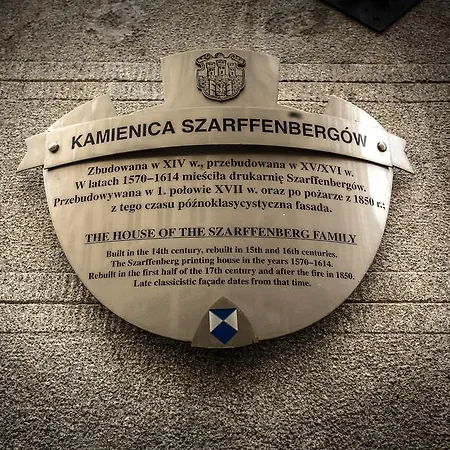 KAMIENICA SZARFFENBERGÓW
Zbudowana w XIV w., przebudowana w XV/XVI w.
W latach 1570–1614 mieściła drukarnię Szarffenbergów.
Przebudowywana w 1. połowie XVII w. oraz po pożarze z 1850 r.;
z tego czasu późnoklasycystyczna fasada.
THE HOUSE OF THE SZARFFENBERG FAMILY
Built in the 14th century, rebuilt in 15th and 16th centuries.
The Szarffenberg printing house in the years 1570–1614.
Rebuilt in the first half of the 17th century and after the fire in 1850.
Late classicistic façade dates from that time.